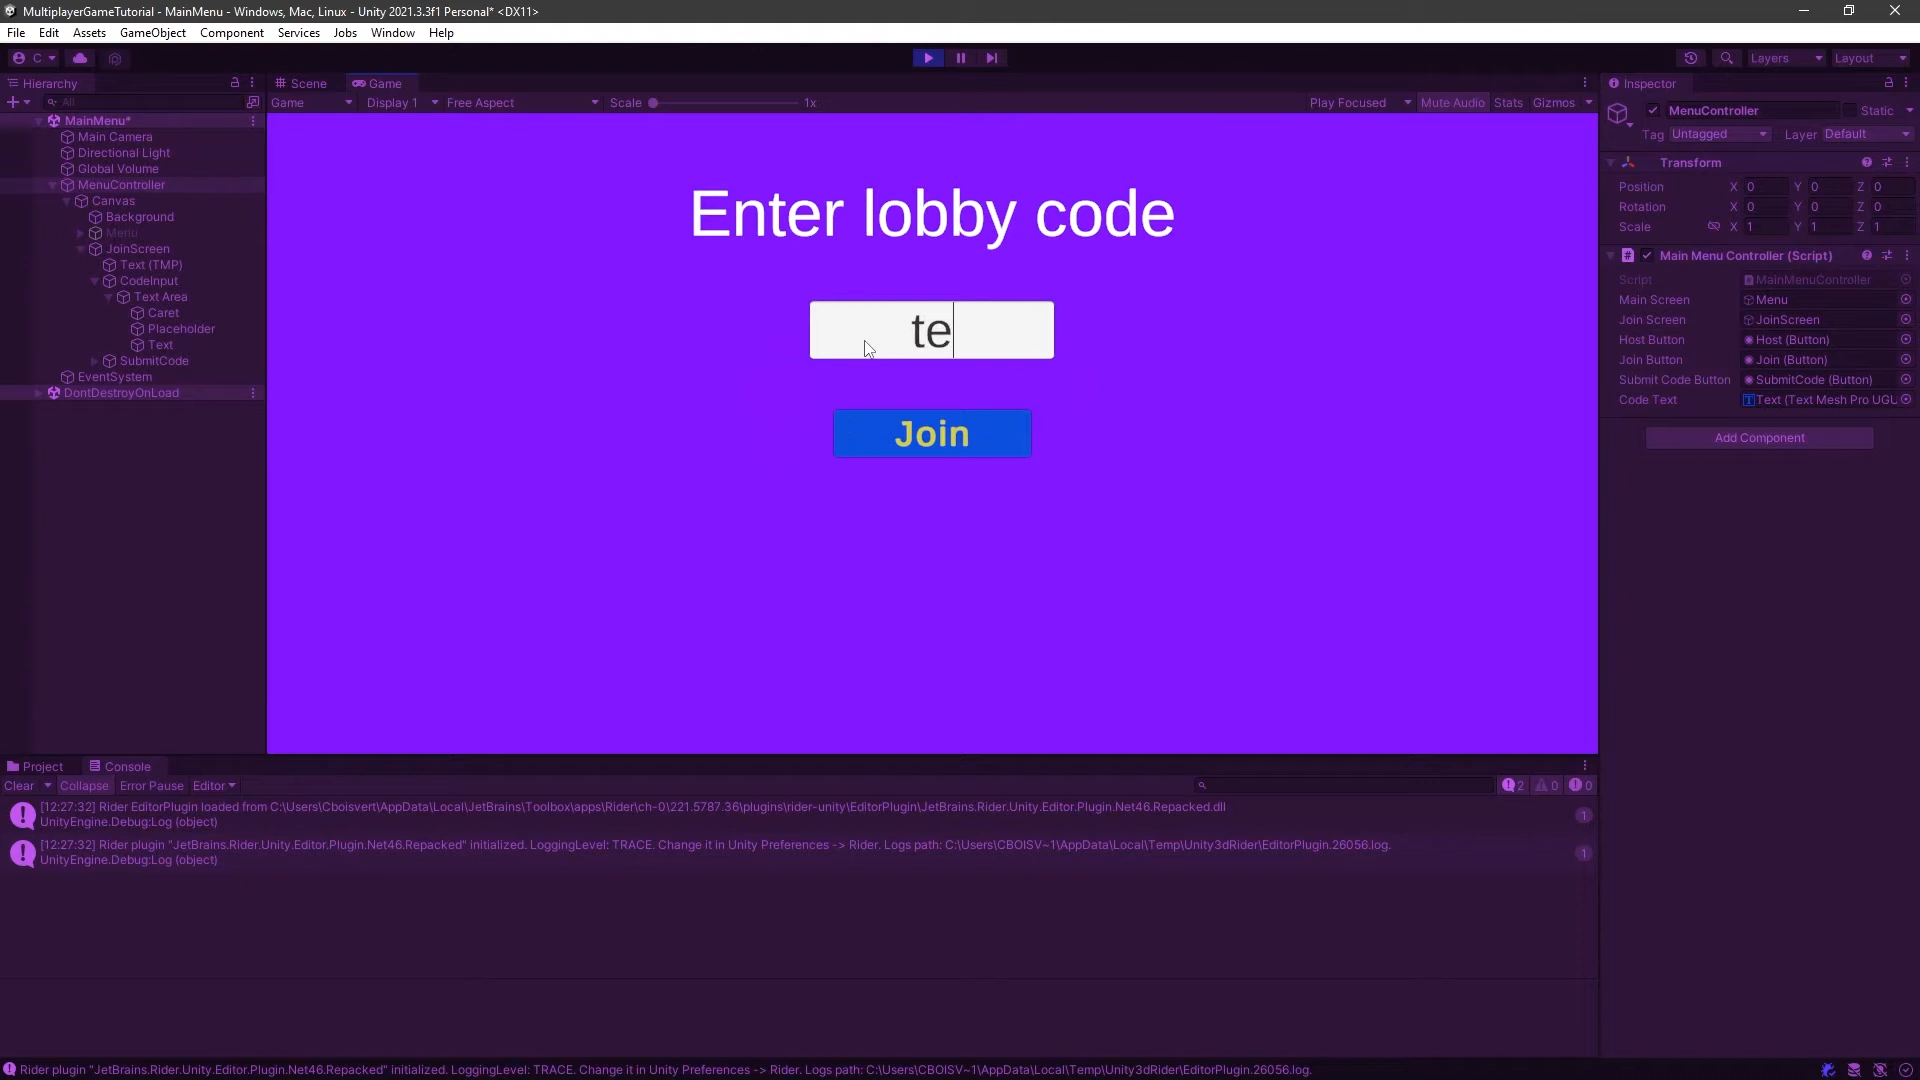 MultiplayerGameTutorial - MainMenu - Windows, Mac, Linux - Unity 2021.3.3f1 Personal* <DX11>
File Edit Assets GameObject Component Services Jobs Window Help
C Layers Layout
Hierarchy
All
MainMenu*
Main Camera
Directional Light
Global Volume
MenuController
Canvas
Background
Menu
JoinScreen
Text (TMP)
CodeInput
Text Area
Caret
Placeholder
Text
SubmitCode
EventSystem
DontDestroyOnLoad
Scene Game
Game Display 1 Free Aspect Scale 1x Play Focused Mute Audio Stats Gizmos
Enter lobby code
te
Join
Inspector
MenuController Static
Tag Untagged Layer Default
Transform
Position X 0 Y 0 Z 0
Rotation X 0 Y 0 Z 0
Scale X 1 Y 1 Z 1
Main Menu Controller (Script)
Script MainMenuController
Main Screen Menu
Join Screen JoinScreen
Host Button Host (Button)
Join Button Join (Button)
Submit Code Button SubmitCode (Button)
Code Text Text (Text Mesh Pro UGU
Add Component
Project Console
Clear Collapse Error Pause Editor 2 0 0
[12:27:32] Rider EditorPlugin loaded from C:\Users\Cboisvert\AppData\Local\JetBrains\Toolbox\apps\Rider\ch-0\221.5787.36\plugins\rider-unity\EditorPlugin\JetBrains.Rider.Unity.Editor.Plugin.Net46.Repacked.dll
UnityEngine.Debug:Log (object)
1
[12:27:32] Rider plugin "JetBrains.Rider.Unity.Editor.Plugin.Net46.Repacked" initialized. LoggingLevel: TRACE. Change it in Unity Preferences -> Rider. Logs path: C:\Users\CBOISV~1\AppData\Local\Temp\Unity3dRider\EditorPlugin.26056.log.
UnityEngine.Debug:Log (object)
1
Rider plugin "JetBrains.Rider.Unity.Editor.Plugin.Net46.Repacked" initialized. LoggingLevel: TRACE. Change it in Unity Preferences -> Rider. Logs path: C:\Users\CBOISV~1\AppData\Local\Temp\Unity3dRider\EditorPlugin.26056.log.